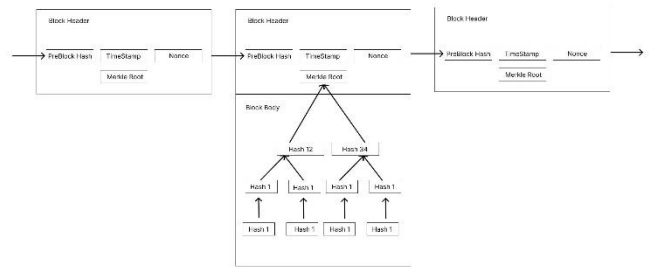 Block Header
PreBlock Hash TimeStamp Nonce
Merkle Root
Block Header
PreBlock Hash TimeStamp Nonce
Merkle Root
Block Body
Hash 12 Hash 34
Hash 1 Hash 1 Hash 1 Hash 1
Hash 1 Hash 1 Hash 1 Hash 1
Block Header
PreBlock Hash TimeStamp Nonce
Merkle Root